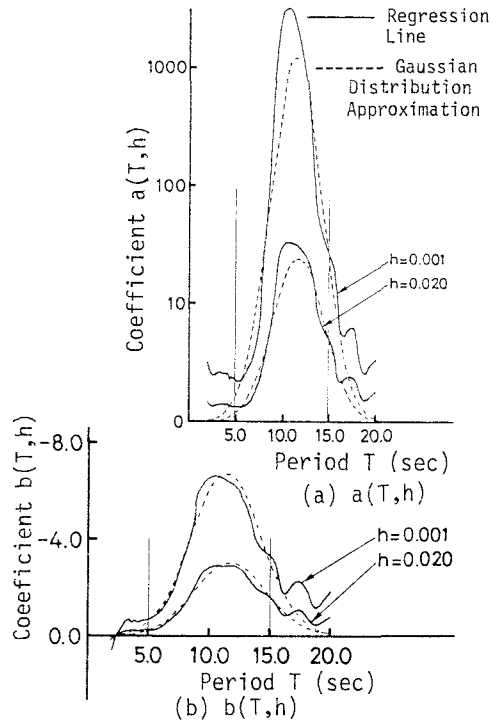 Regression
Line
Gaussian
Distribution
Approximation
Coefficient a(T,h)
1000
100
10
0
h=0.001
h=0.020
5.0 10.0 15.0 20.0
Period T (sec)
(a) a(T,h)
Coeefficient b(T,h)
-8.0
-4.0
0.0
h=0.001
h=0.020
5.0 10.0 15.0 20.0
Period T (sec)
(b) b(T,h)